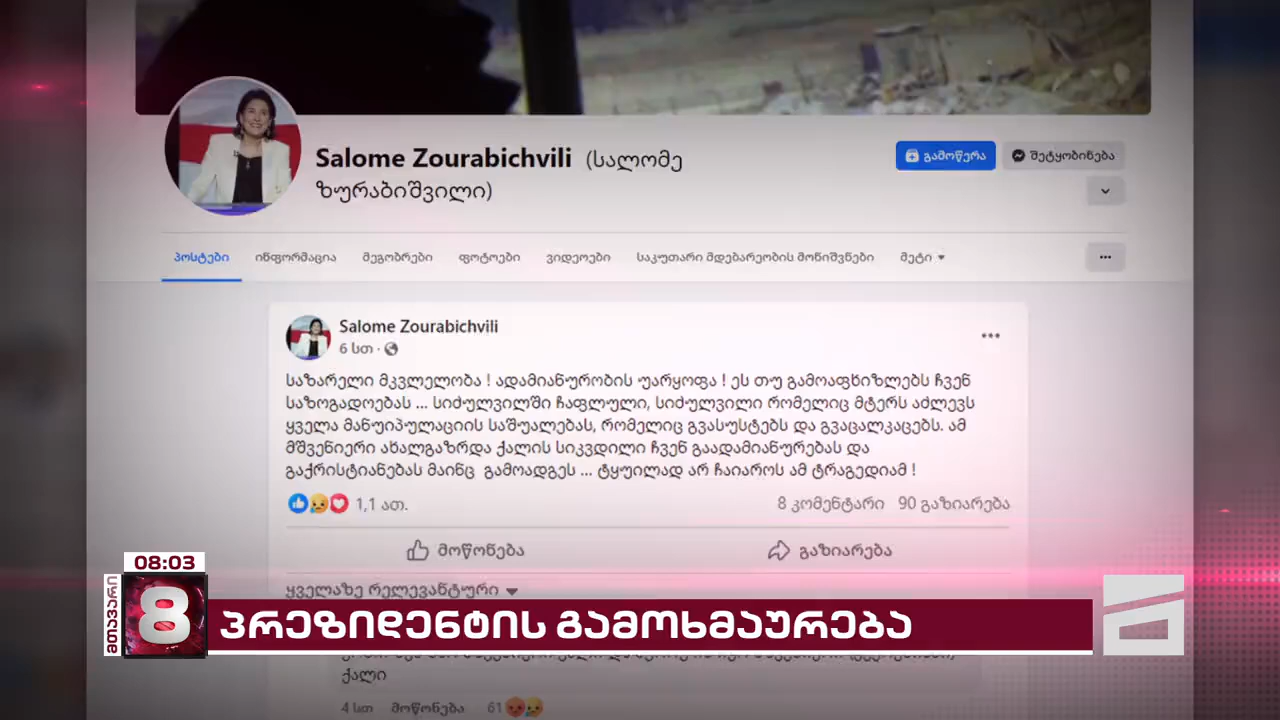 Salome Zourabichvili (სალომე
ზურაბიშვილი)
გამოწერა
შეტყობინება
პოსტები ინფორმაცია მეგობრები ფოტოები ვიდეოები საკუთარი მდებარეობის მონიშვნები მეტი
Salome Zourabichvili
6 სთ ·
საზარელი მკვლელობა ! ადამიანურობის უარყოფა ! ეს თუ გამოაფხიზლებს ჩვენ
საზოგადოებას ... სიძულვილში ჩაფლული, სიძულვილი რომელიც მტერს აძლევს
ყველა მანუიპულაციის საშუალებას, რომელიც გვასუსტებს და გვაცალკაცებს. ამ
მშვენიერი ახალგაზრდა ქალის სიკვდილი ჩვენ გაადამიანურებას და
გაქრისტიანებას მაინც გამოადგეს ... ტყუილად არ ჩაიაროს ამ ტრაგედიამ !
1,1 ათ.
8 კომენტარი 90 გაზიარება
მოწონება
გაზიარება
ყველაზე რელევანტური
08:03
მთავარი
8
პრეზიდენტის გამოხმაურება
ქალი
4 სთ მოწონება 61